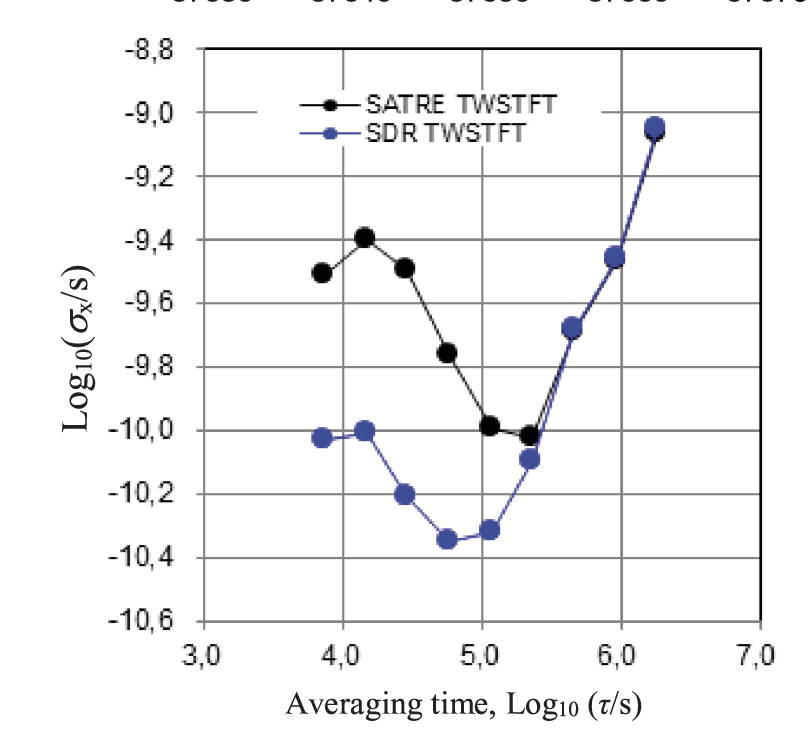 -8,8
-9,0
-9,2
-9,4
-9,6
-9,8
-10,0
-10,2
-10,4
-10,6
SATRE TWSTFT
SDR TWSTFT
Log₁₀(σₓ/s)
3,0 4,0 5,0 6,0 7,0
Averaging time, Log₁₀ (τ/s)